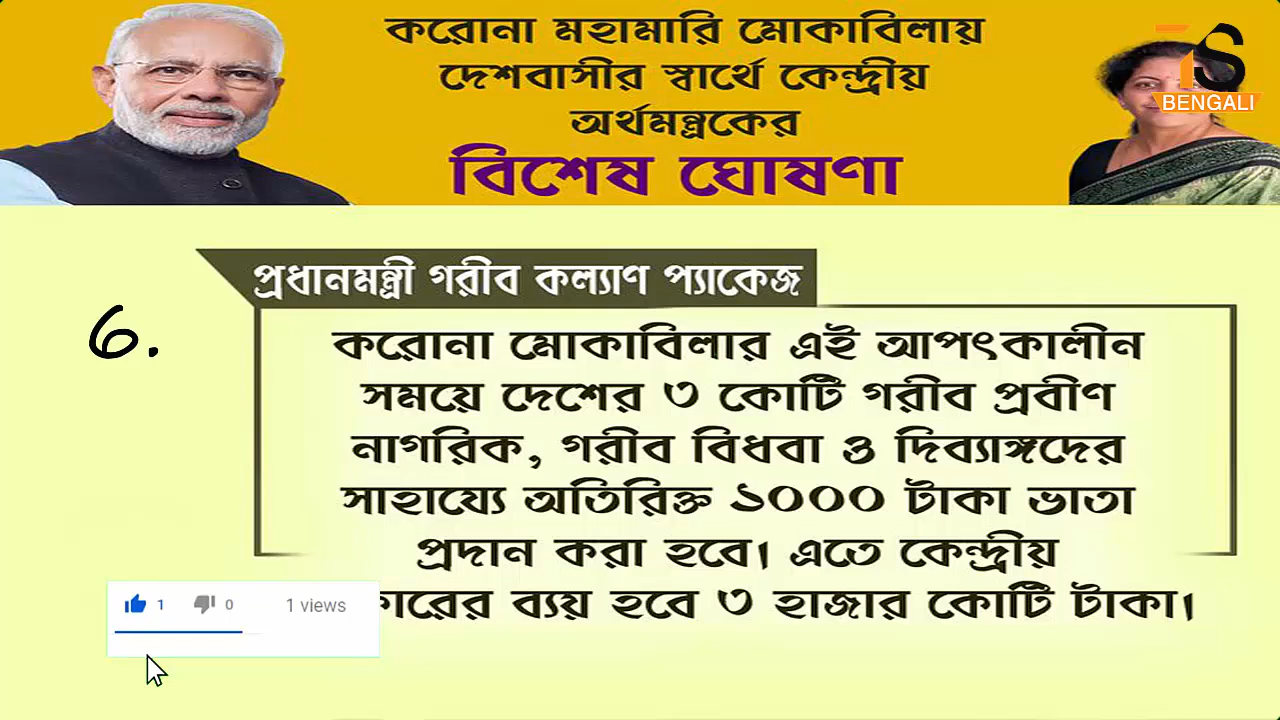 করোনা মহামারি মোকাবিলায়
দেশবাসীর স্বার্থে কেন্দ্রীয়
অর্থমন্ত্রকের
বিশেষ ঘোষণা
TS
BENGALI
প্রধানমন্ত্রী গরীব কল্যাণ প্যাকেজ
6.
করোনা মোকাবিলার এই আপৎকালীন
সময়ে দেশের ৩ কোটি গরীব প্রবীণ
নাগরিক, গরীব বিধবা ও দিব্যাঙ্গদের
সাহায্যে অতিরিক্ত ১০০০ টাকা ভাতা
প্রদান করা হবে। এতে কেন্দ্রীয়
ব্যয় হবে ৩ হাজার কোটি টাকা।
1 0 1 views